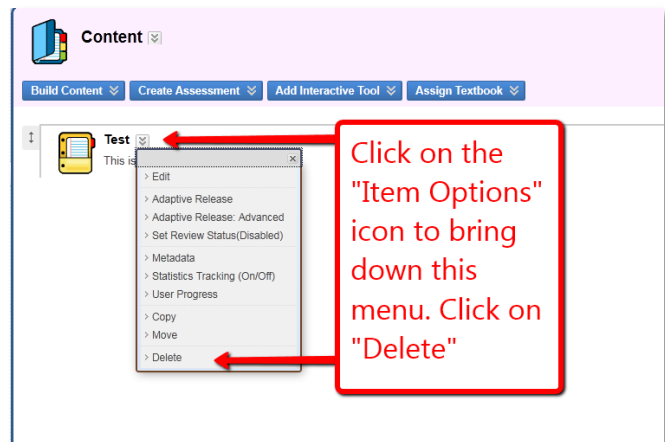 Content
Build Content Create Assessment Add Interactive Tool Assign Textbook
Test
This is
> Edit
> Adaptive Release
> Adaptive Release: Advanced
> Set Review Status(Disabled)
> Metadata
> Statistics Tracking (On/Off)
> User Progress
> Copy
> Move
> Delete
Click on the
"Item Options"
icon to bring
down this
menu. Click on
"Delete"